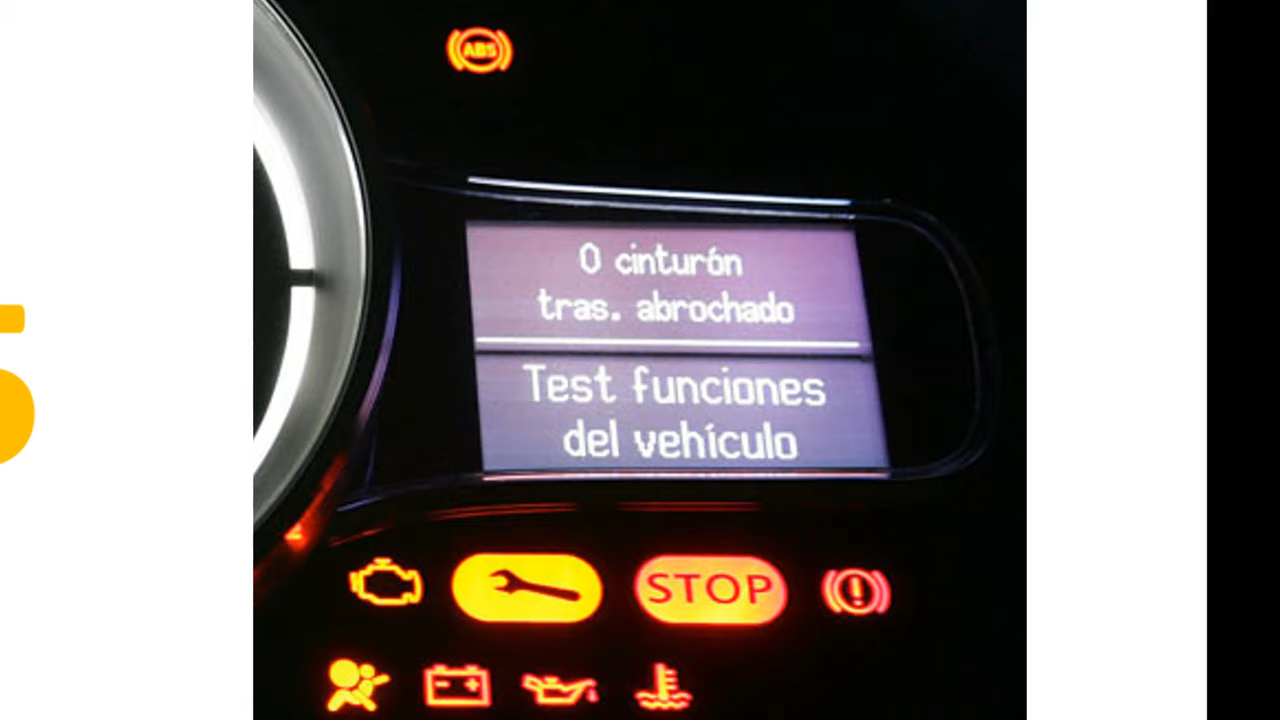 ABS
0 cinturón
tras. abrochado
Test funciones
del vehículo
STOP